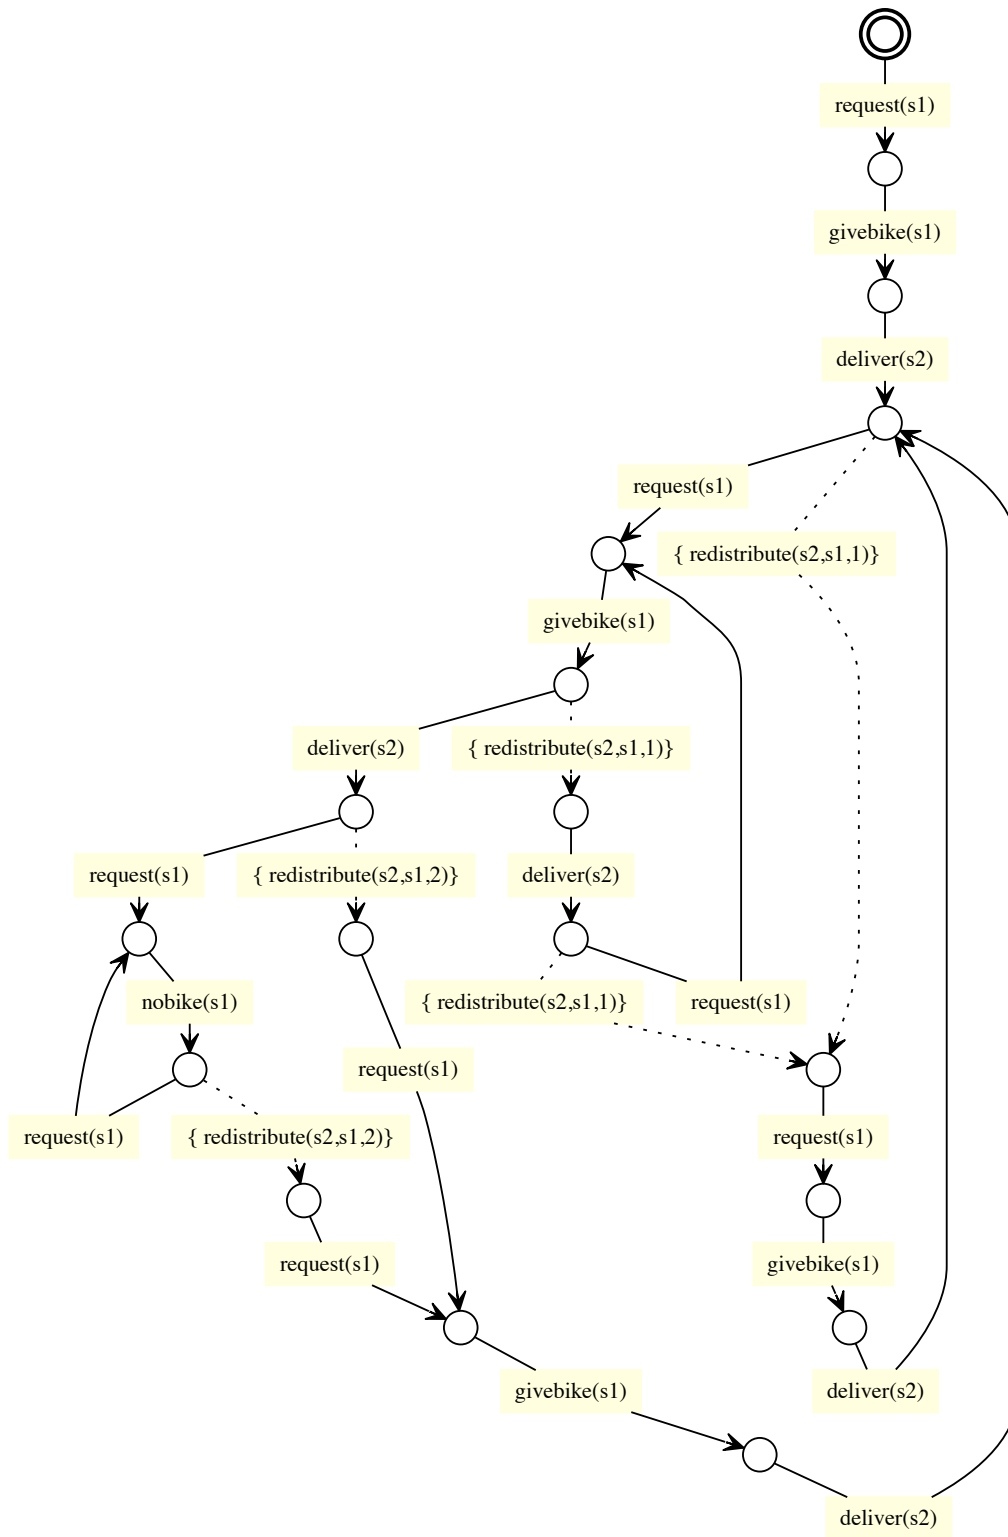 request(s1)
givebike(s1)
deliver(s2)
request(s1)
{ redistribute(s2,s1,1)}
givebike(s1)
deliver(s2)
{ redistribute(s2,s1,1)}
request(s1)
{ redistribute(s2,s1,2)}
deliver(s2)
nobike(s1)
{ redistribute(s2,s1,1)}
request(s1)
request(s1)
request(s1)
{ redistribute(s2,s1,2)}
request(s1)
request(s1)
givebike(s1)
givebike(s1)
deliver(s2)
deliver(s2)